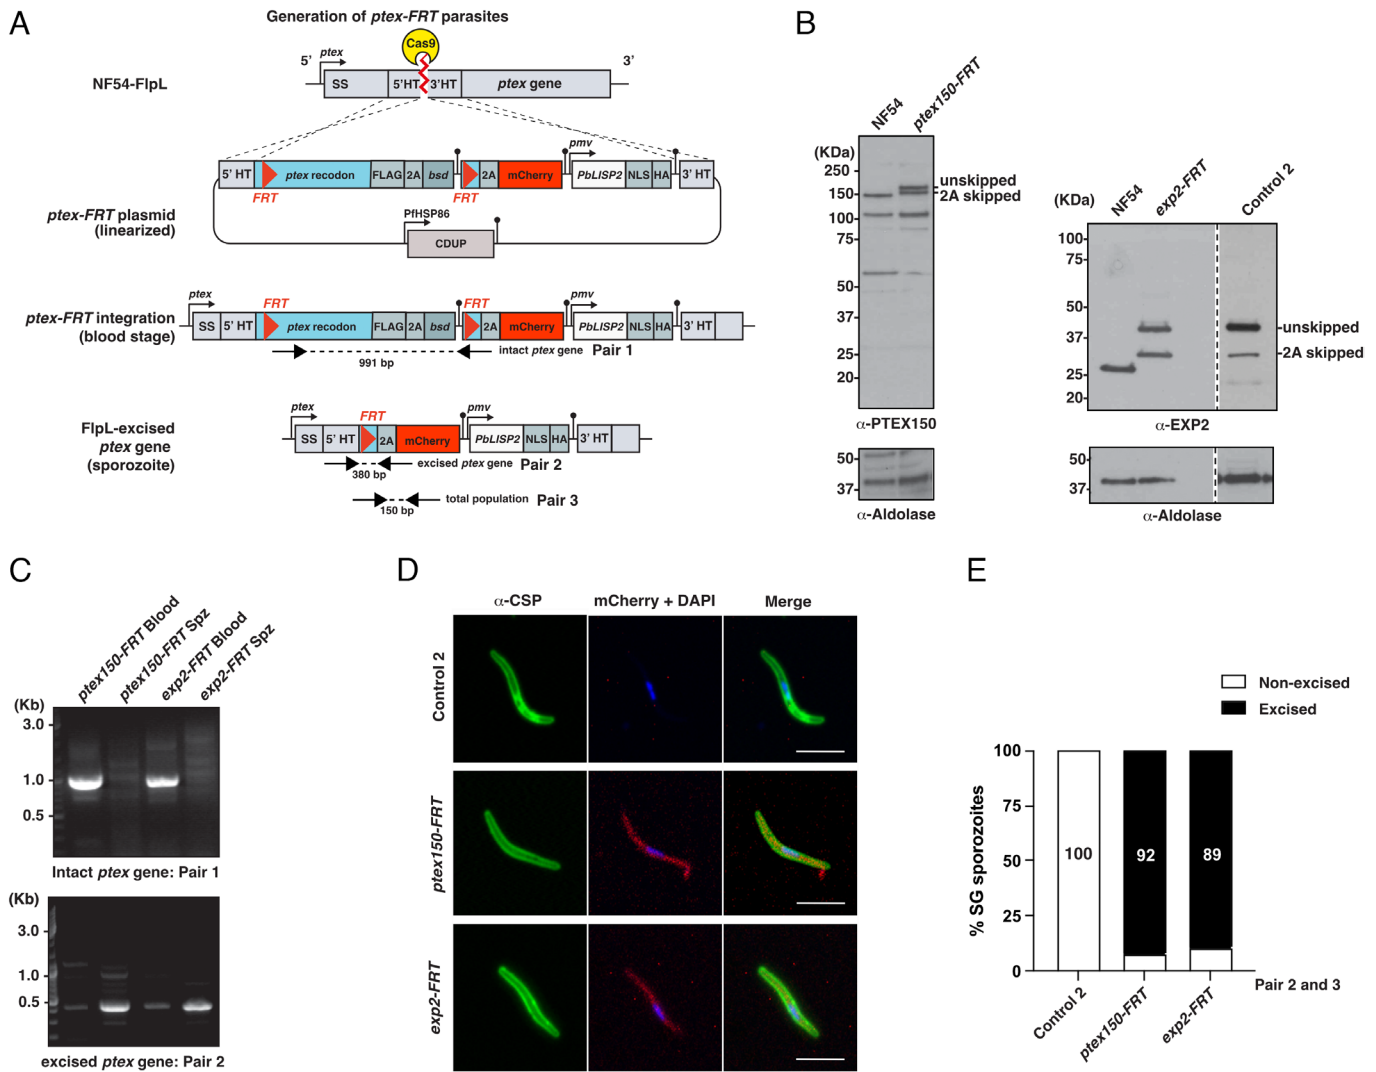 A
Generation of ptex-FRT parasites
Cas9
5’ ptex 3’
NF54-FlpL
SS 5’HT 3’HT ptex gene
pmv
5’ HT ptex recodon FLAG 2A bsd 2A mCherry PbLISP2 NLS HA 3’ HT
FRT FRT
ptex-FRT plasmid
(linearized)
PfHSP86
CDUP
ptex FRT FRT pmv
ptex-FRT integration
(blood stage)
SS 5’ HT ptex recodon FLAG 2A bsd 2A mCherry PbLISP2 NLS HA 3’ HT
991 bp intact ptex gene Pair 1
ptex FRT pmv
FlpL-excised
ptex gene
(sporozoite)
SS 5’ HT 2A mCherry PbLISP2 NLS HA 3’ HT
380 bp excised ptex gene Pair 2
150 bp total population Pair 3
B
NF54 ptex150-FRT
(KDa)
250
150
100
75
50
37
25
20
unskipped
2A skipped
α-PTEX150
50
37
α-Aldolase
NF54 exp2-FRT Control 2
(KDa)
100
75
50
37
25
20
unskipped
2A skipped
α-EXP2
50
37
α-Aldolase
C
ptex150-FRT Blood
ptex150-FRT Spz
exp2-FRT Blood
exp2-FRT Spz
(Kb)
3.0
1.0
0.5
Intact ptex gene: Pair 1
(Kb)
3.0
1.0
0.5
excised ptex gene: Pair 2
D
α-CSP mCherry + DAPI Merge
Control 2
ptex150-FRT
exp2-FRT
E
Non-excised
Excised
% SG sporozoites
100
75
50
25
0
100 92 89
Control 2 ptex150-FRT exp2-FRT
Pair 2 and 3